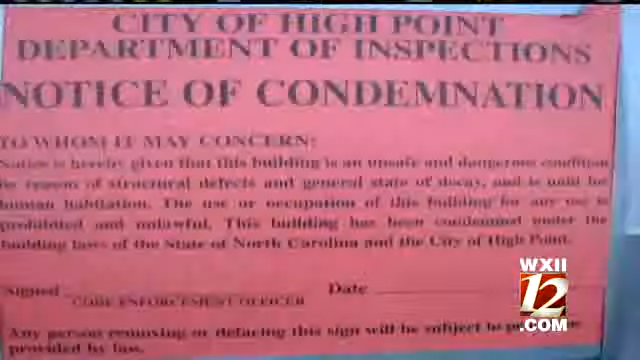 CITY OF HIGH POINT
DEPARTMENT OF INSPECTIONS
NOTICE OF CONDEMNATION
TO WHOM IT MAY CONCERN:
Notice is hereby given that this building is an unsafe and dangerous condition
by reason of structural defects and general state of decay, and is unfit for
human habitation. The use or occupation of this building for any use is
prohibited and unlawful. This building has been condemned under the
building laws of the State of North Carolina and the City of High Point.
Signed Date
CODE ENFORCEMENT OFFICER
Any person removing or defacing this sign will be subject to
provided by law.
WXII
12
.COM